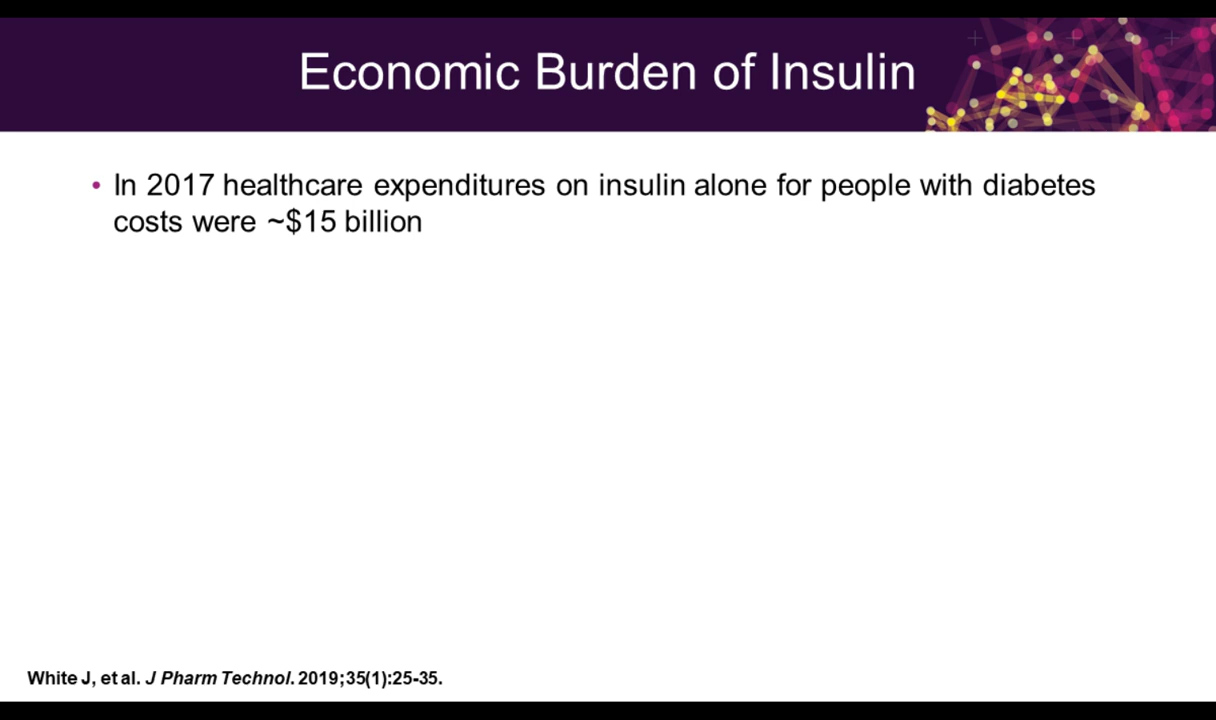 Economic Burden of Insulin
• In 2017 healthcare expenditures on insulin alone for people with diabetes
costs were ~$15 billion
White J, et al. J Pharm Technol. 2019;35(1):25-35.